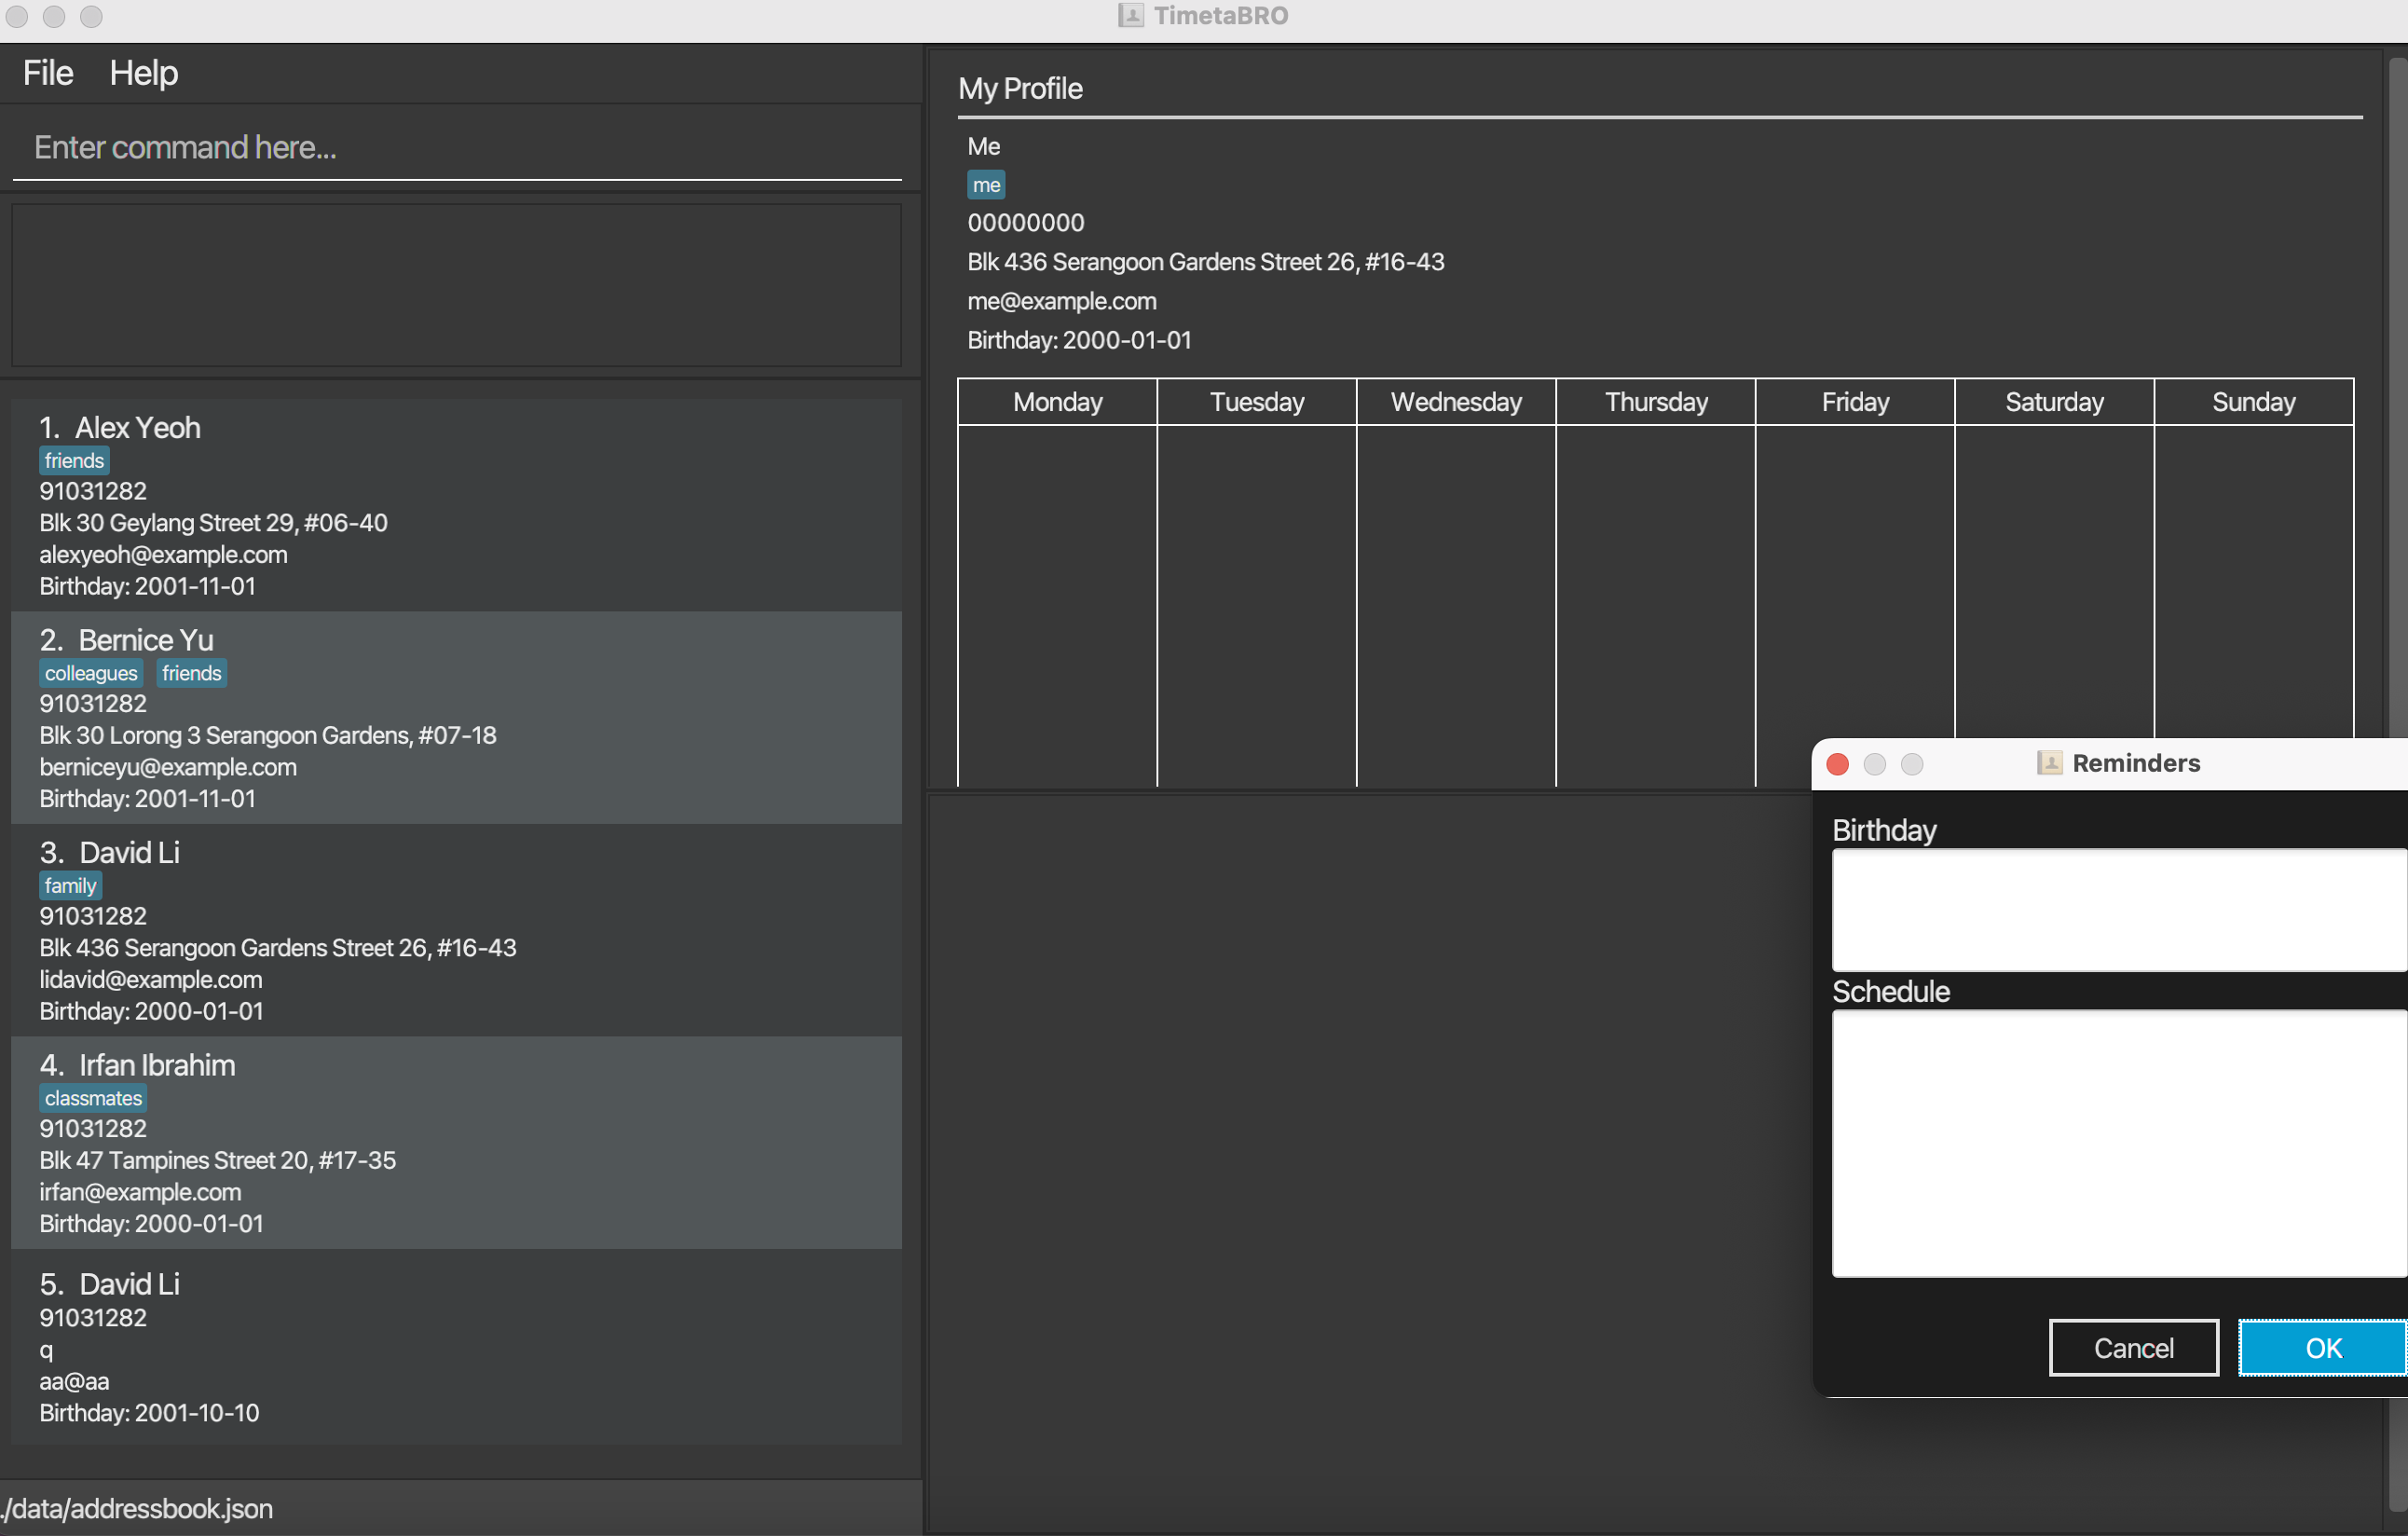 TimetaBRO
File Help
Enter command here...
1. Alex Yeoh
friends
91031282
Blk 30 Geylang Street 29, #06-40
alexyeoh@example.com
Birthday: 2001-11-01
2. Bernice Yu
colleagues friends
91031282
Blk 30 Lorong 3 Serangoon Gardens, #07-18
berniceyu@example.com
Birthday: 2001-11-01
3. David Li
family
91031282
Blk 436 Serangoon Gardens Street 26, #16-43
lidavid@example.com
Birthday: 2000-01-01
4. Irfan Ibrahim
classmates
91031282
Blk 47 Tampines Street 20, #17-35
irfan@example.com
Birthday: 2000-01-01
5. David Li
91031282
q
aa@aa
Birthday: 2001-10-10
./data/addressbook.json
My Profile
Me
me
00000000
Blk 436 Serangoon Gardens Street 26, #16-43
me@example.com
Birthday: 2000-01-01
Monday Tuesday Wednesday Thursday Friday Saturday Sunday
Reminders
Birthday
Schedule
Cancel OK